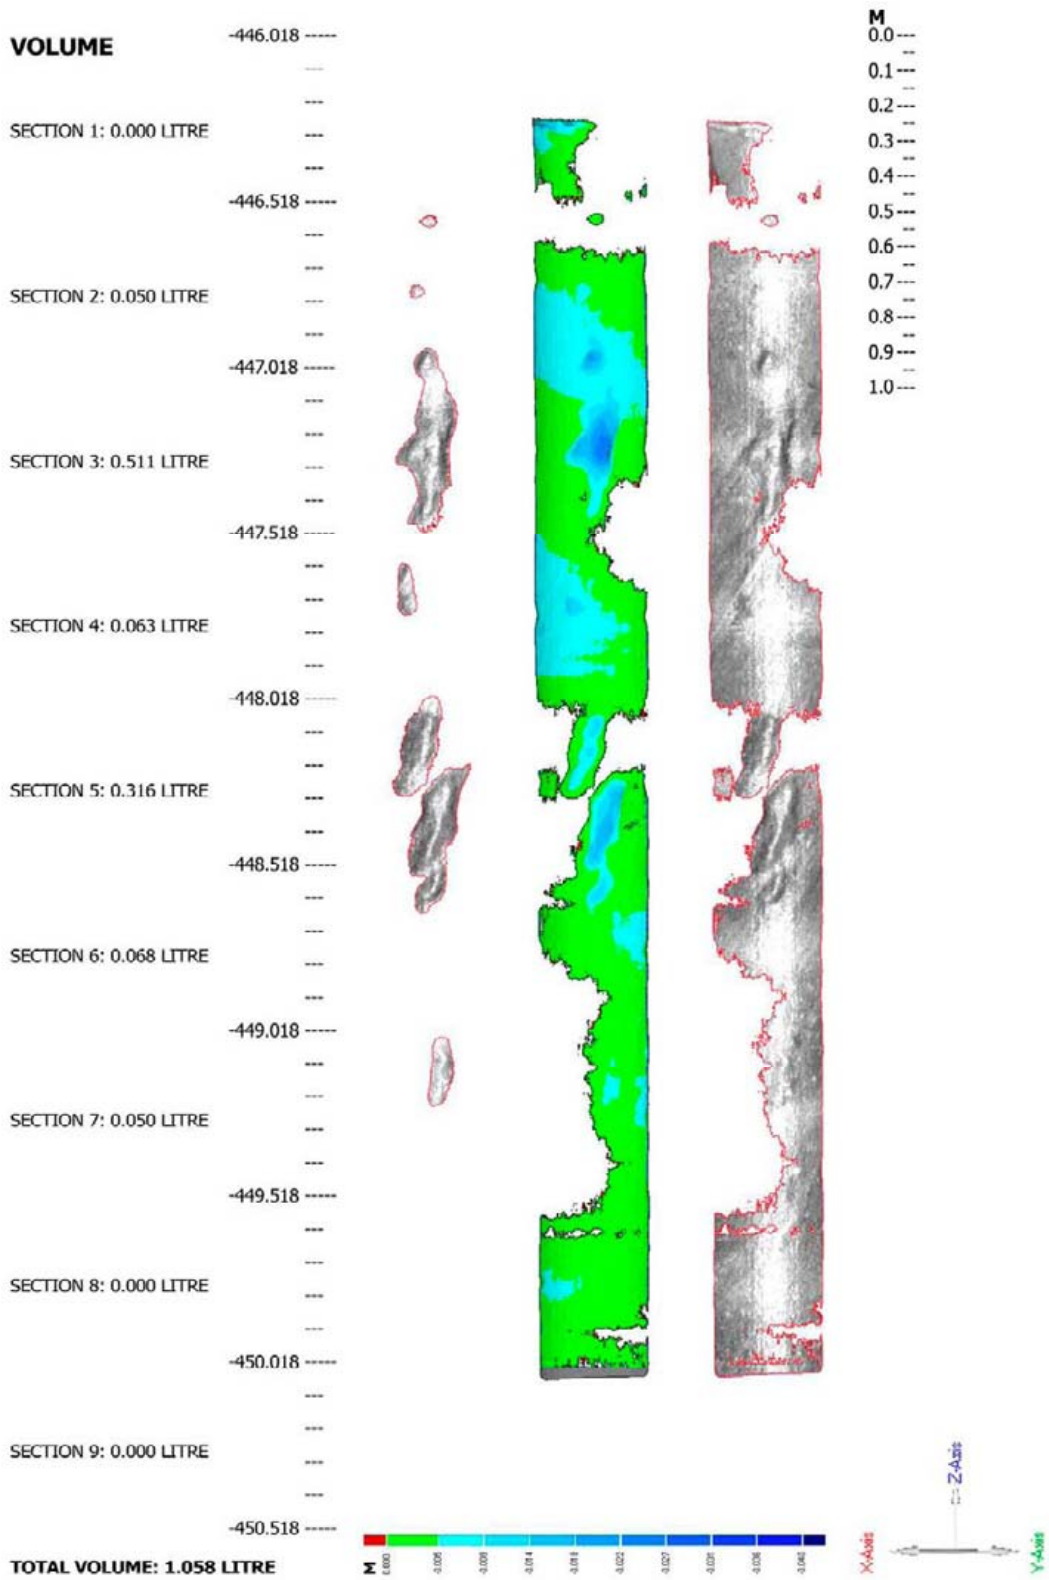 VOLUME
-446.018 -----
SECTION 1: 0.000 LITRE
-446.518 -----
SECTION 2: 0.050 LITRE
-447.018 -----
SECTION 3: 0.511 LITRE
-447.518 -----
SECTION 4: 0.063 LITRE
-448.018 -----
SECTION 5: 0.316 LITRE
-448.518 -----
SECTION 6: 0.068 LITRE
-449.018 -----
SECTION 7: 0.050 LITRE
-449.518 -----
SECTION 8: 0.000 LITRE
-450.018 -----
SECTION 9: 0.000 LITRE
-450.518 -----
TOTAL VOLUME: 1.058 LITRE
M
0.0---
0.1---
0.2---
0.3---
0.4---
0.5---
0.6---
0.7---
0.8---
0.9---
1.0---
M
X-Axis
Z-Axis
Y-Axis